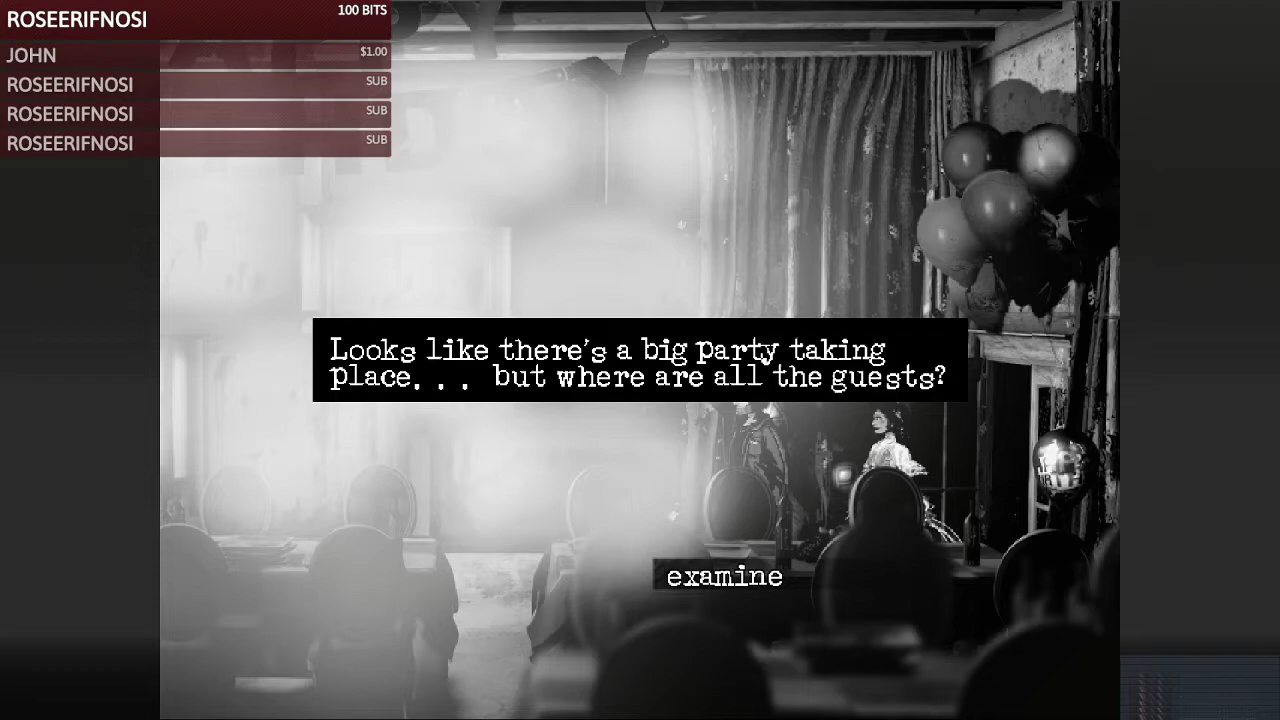 ROSEERIFNOSI 100 BITS
JOHN $1.00
ROSEERIFNOSI SUB
ROSEERIFNOSI SUB
ROSEERIFNOSI SUB
Looks like there's a big party taking
place. . . but where are all the guests?
examine